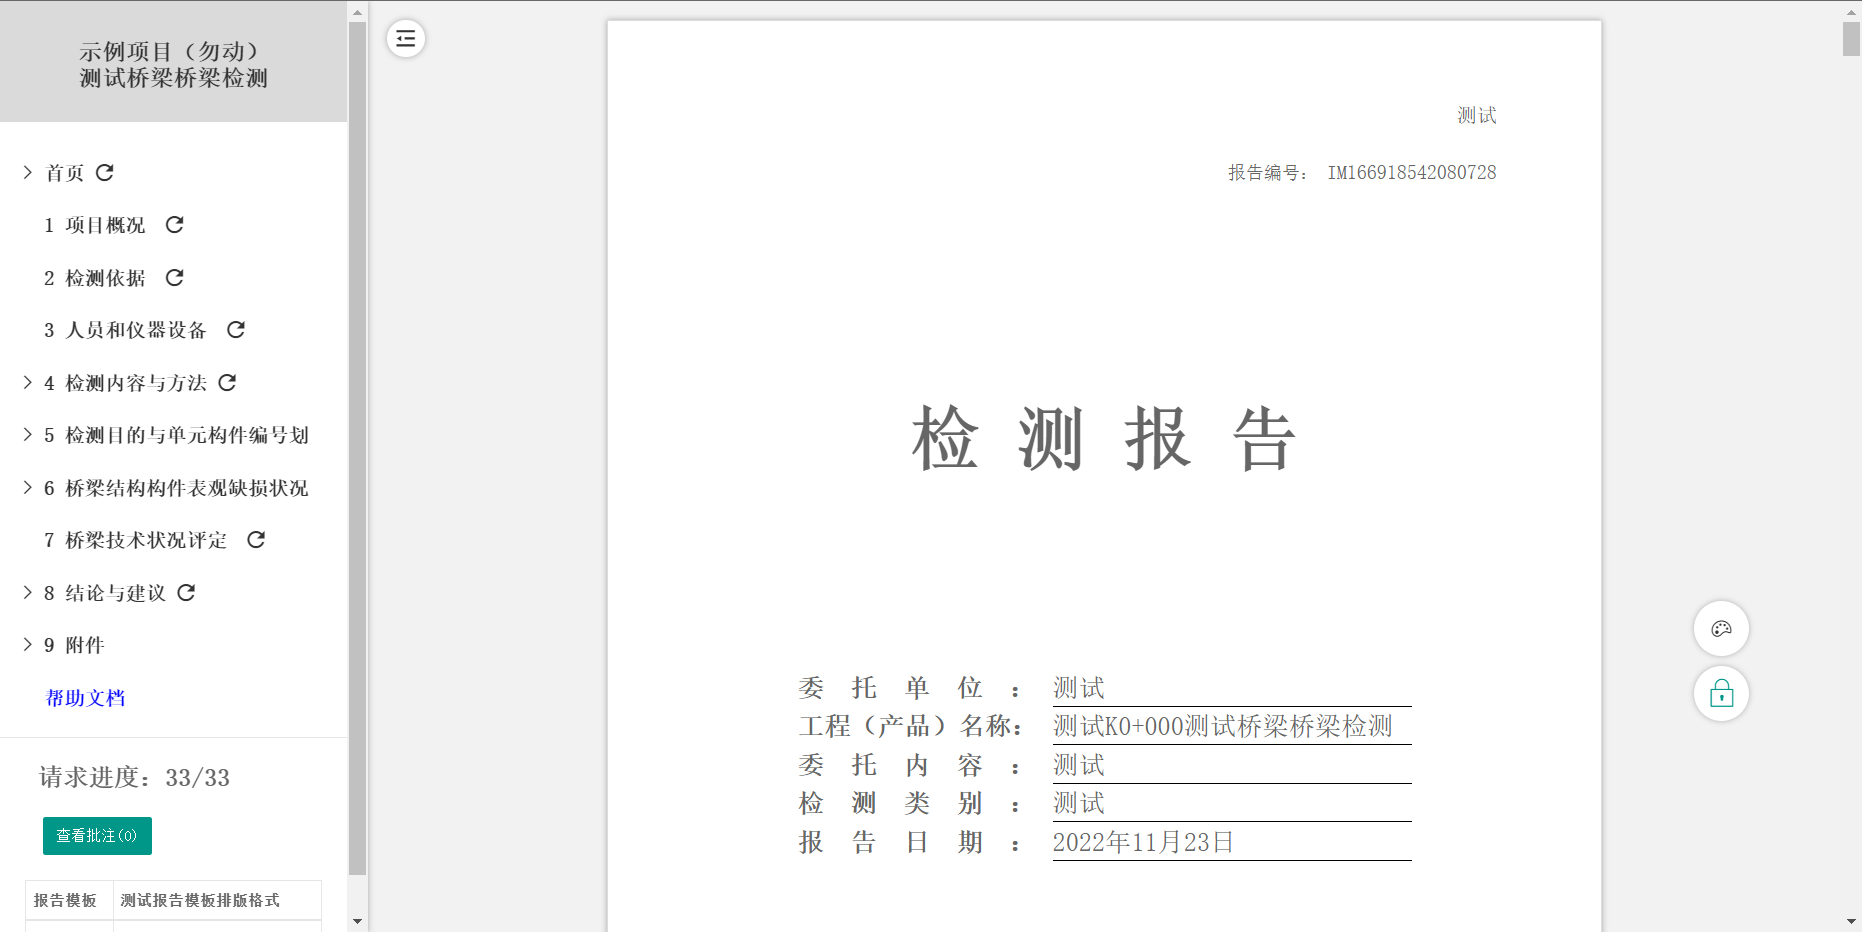 示例项目（勿动）
测试桥梁桥梁检测
首页
1 项目概况
2 检测依据
3 人员和仪器设备
4 检测内容与方法
5 检测目的与单元构件编号划
6 桥梁结构构件表观缺损状况
7 桥梁技术状况评定
8 结论与建议
9 附件
帮助文档
请求进度：33/33
查看批注(0)
报告模板 测试报告模板排版格式
测试
报告编号： IM166918542080728
检 测 报 告
委 托 单 位 ： 测试
工程（产品）名称： 测试K0+000测试桥梁桥梁检测
委 托 内 容 ： 测试
检 测 类 别 ： 测试
报 告 日 期 ： 2022年11月23日